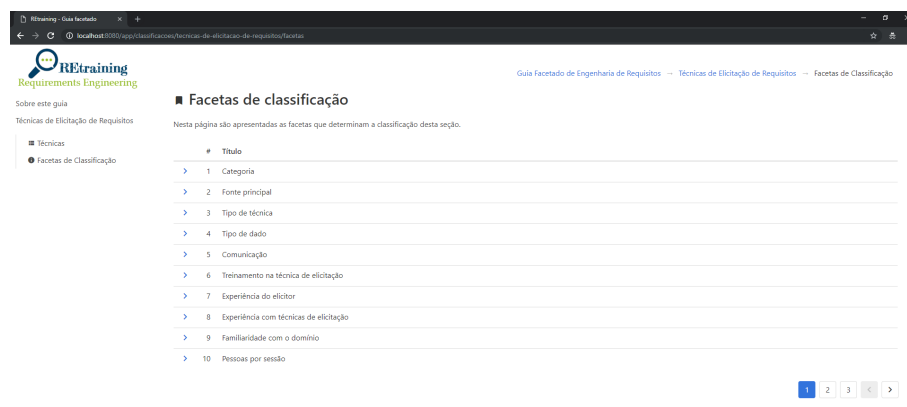 REtraining - Guia facetado
localhost:8080/app/classificacoes/tecnicas-de-elicitacao-de-requisitos/facetas
REtraining
Requirements Engineering
Guia Facetado de Engenharia de Requisitos → Técnicas de Elicitação de Requisitos → Facetas de Classificação
Sobre este guia
Técnicas de Elicitação de Requisitos
Técnicas
Facetas de Classificação
Facetas de classificação
Nesta página são apresentadas as facetas que determinam a classificação desta seção.
# Título
1 Categoria
2 Fonte principal
3 Tipo de técnica
4 Tipo de dado
5 Comunicação
6 Treinamento na técnica de elicitação
7 Experiência do elicitor
8 Experiência com técnicas de elicitação
9 Familiaridade com o domínio
10 Pessoas por sessão
1 2 3 < >